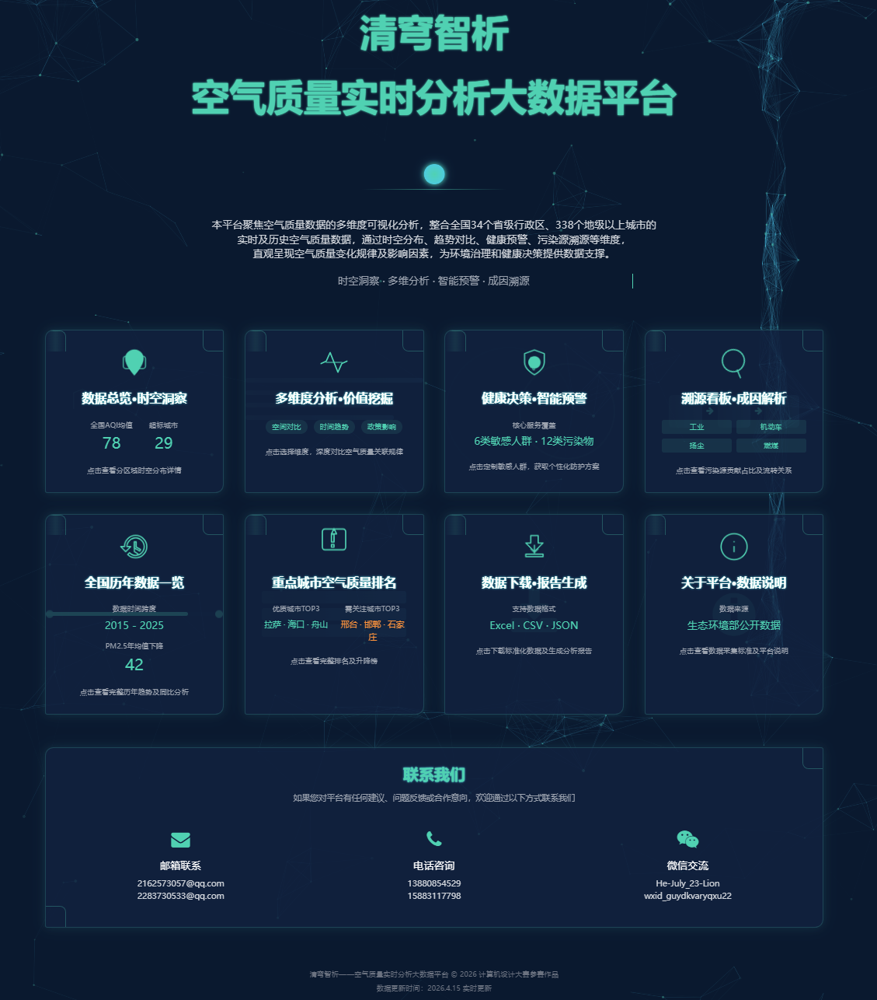 清穹智析
空气质量实时分析大数据平台
本平台聚焦空气质量数据的多维度可视化分析，整合全国34个省级行政区、338个地级以上城市的
实时及历史空气质量数据，通过时空分布、趋势对比、健康预警、污染源溯源等维度，
直观呈现空气质量变化规律及影响因素，为环境治理和健康决策提供数据支撑。
时空洞察 · 多维分析 · 智能预警 · 成因溯源
数据总览•时空洞察
全国AQI均值 超标城市
78 29
点击查看分区域时空分布详情
多维度分析•价值挖掘
空间对比 时间趋势 政策影响
点击选择维度，深度对比空气质量关联规律
健康决策•智能预警
核心服务覆盖
6类敏感人群 · 12类污染物
点击定制敏感人群，获取个性化防护方案
溯源看板•成因解析
工业 机动车
扬尘 燃煤
点击查看污染源贡献占比及流转关系
全国历年数据一览
数据时间跨度
2015 - 2025
PM2.5年均值下降
42
点击查看完整历年趋势及同比分析
重点城市空气质量排名
优质城市TOP3 需关注城市TOP3
拉萨 · 海口 · 舟山 邢台 · 邯郸 · 石家
庄
点击查看完整排名及升降榜
数据下载•报告生成
支持数据格式
Excel · CSV · JSON
点击下载标准化数据及生成分析报告
关于平台•数据说明
数据来源
生态环境部公开数据
点击查看数据采集标准及平台说明
联系我们
如果您对平台有任何建议、问题反馈或合作意向，欢迎通过以下方式联系我们
邮箱联系
2162573057@qq.com
2283730533@qq.com
电话咨询
13880854529
15883117798
微信交流
He-July_23-Lion
wxid_guydkvaryqxu22
清穹智析——空气质量实时分析大数据平台 © 2026 计算机设计大赛参赛作品
数据更新时间：2026.4.15 实时更新